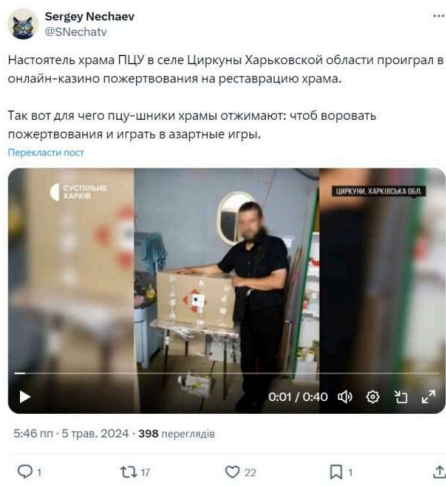 Sergey Nechaev
@SNechatv
Настоятель храма ПЦУ в селе Циркуны Харьковской области проиграл в
онлайн-казино пожертвования на реставрацию храма.
Так вот для чего пцу-шники храмы отжимают: чтоб воровать
пожертвования и играть в азартные игры.
Перекласти пост
СУСПІЛЬНЕ
ХАРКІВ
ЦИРКУНИ, ХАРКІВСЬКА ОБЛ.
0:01 / 0:40
5:46 пп · 5 трав. 2024 · 398 переглядів
1 17 22 1